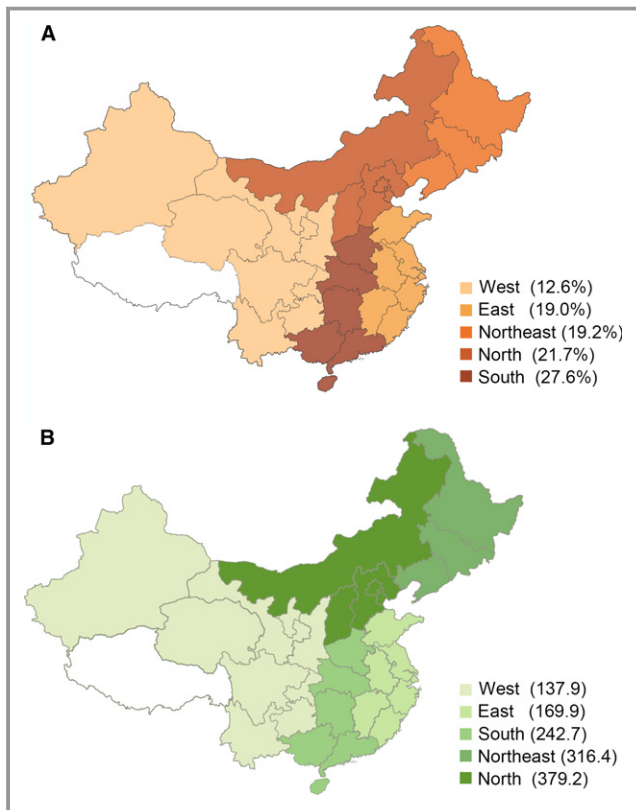 A
West (12.6%)
East (19.0%)
Northeast (19.2%)
North (21.7%)
South (27.6%)
B
West (137.9)
East (169.9)
South (242.7)
Northeast (316.4)
North (379.2)